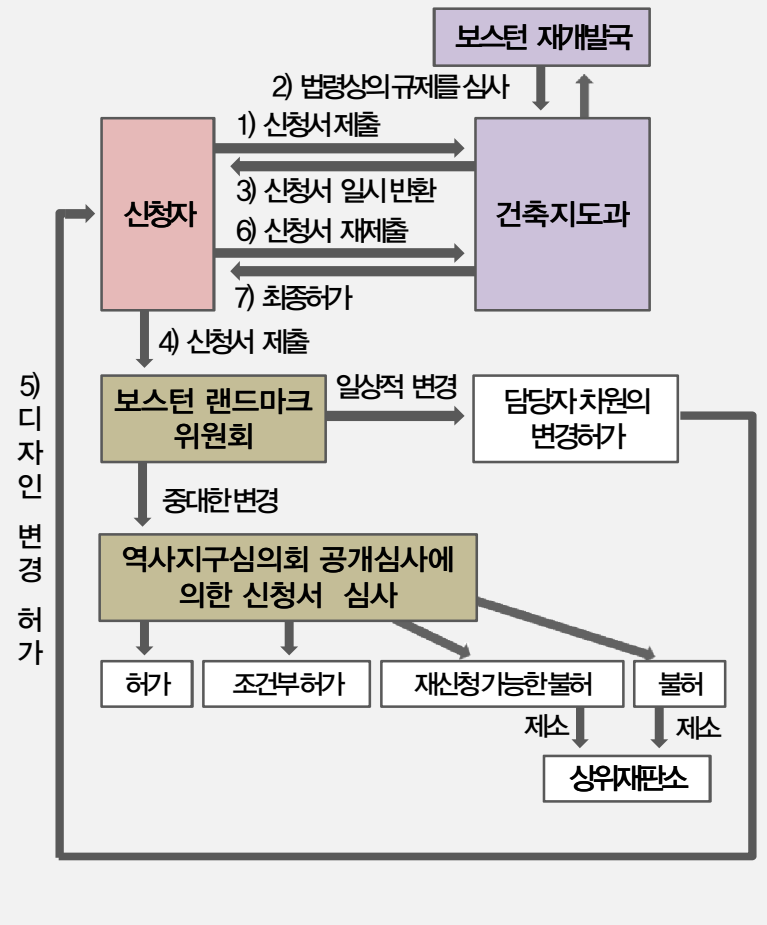 보스턴 재개발국
2) 법령상의 규제를 심사
1) 신청서 제출
3) 신청서 일시 반환
신청자
건축지도과
6) 신청서 재제출
7) 최종허가
4) 신청서 제출
5) 디자인 변경 허가
보스턴 랜드마크
위원회
일상적 변경
담당자 차원의
변경허가
중대한 변경
역사지구심의회 공개심사에
의한 신청서 심사
허가
조건부 허가
재신청 가능한 불허
불허
제소
제소
상위재판소